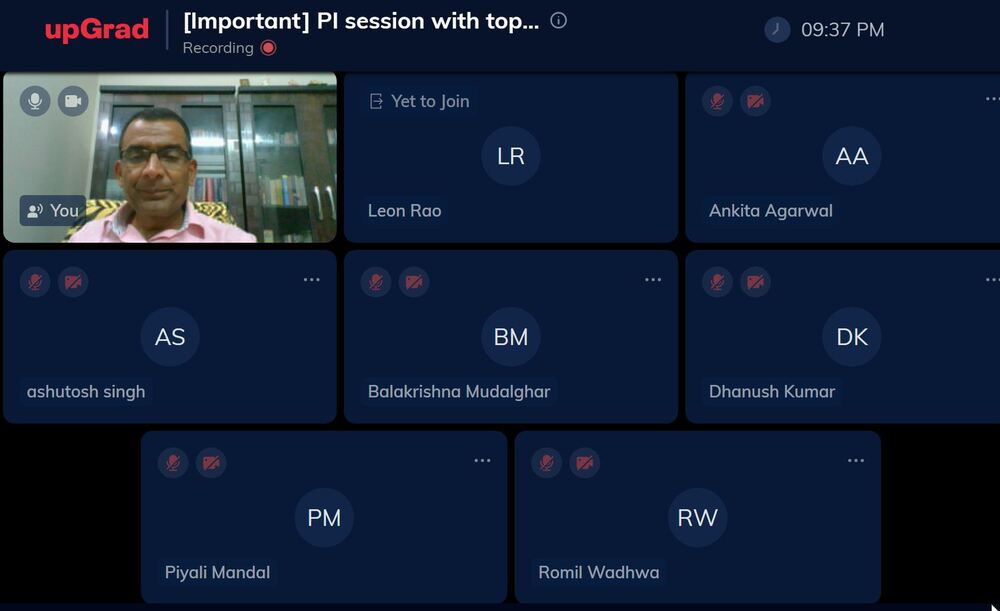 upGrad
[Important] PI session with top...
Recording
09:37 PM
You
Yet to Join
LR
Leon Rao
AA
Ankita Agarwal
AS
ashutosh singh
BM
Balakrishna Mudalghar
DK
Dhanush Kumar
PM
Piyali Mandal
RW
Romil Wadhwa